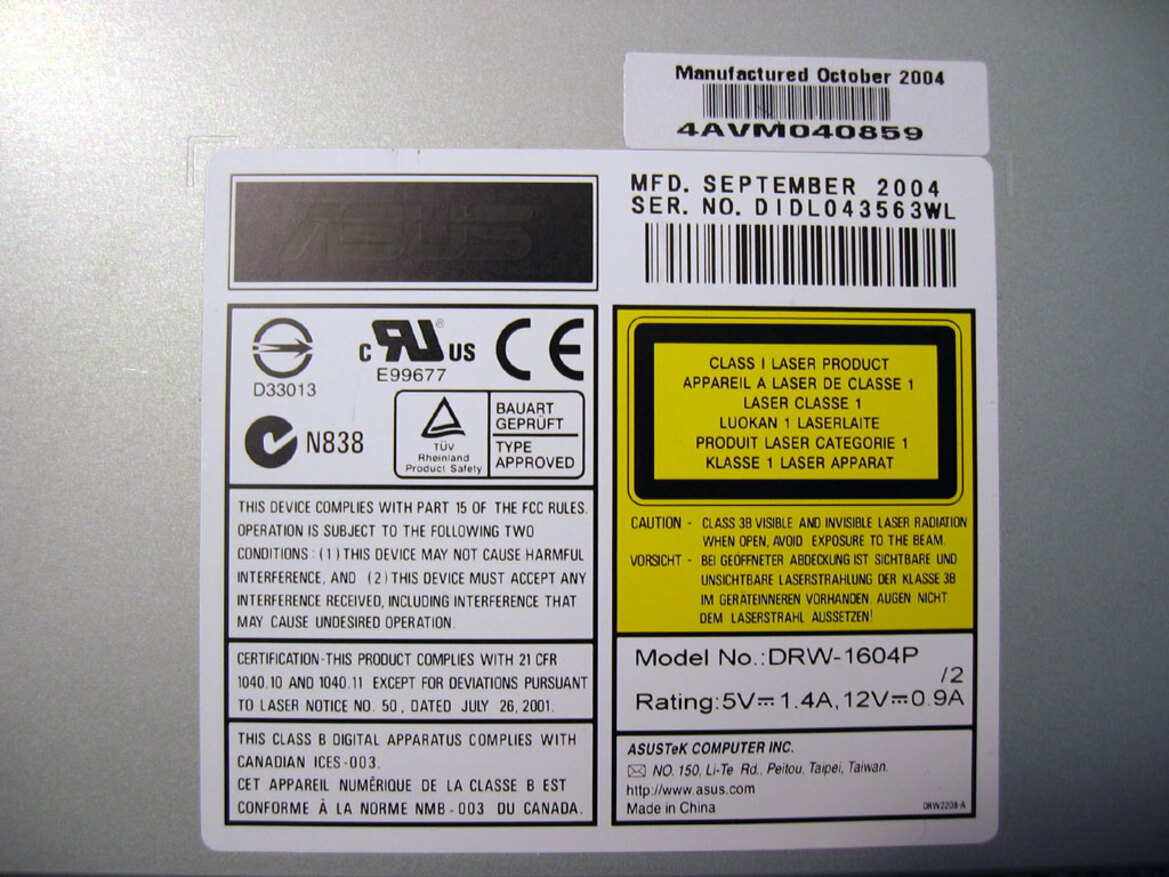 Manufactured October 2004
4AVM040859
MFD. SEPTEMBER 2004
SER. NO. DIDL043563WL
ASUS
D33013
C RU ® US
E99677
CE
N838
TÜV
Rheinland
Product Safety
BAUART
GEPRÜFT
TYPE
APPROVED
THIS DEVICE COMPLIES WITH PART 15 OF THE FCC RULES.
OPERATION IS SUBJECT TO THE FOLLOWING TWO
CONDITIONS: (1) THIS DEVICE MAY NOT CAUSE HARMFUL
INTERFERENCE, AND (2) THIS DEVICE MUST ACCEPT ANY
INTERFERENCE RECEIVED, INCLUDING INTERFERENCE THAT
MAY CAUSE UNDESIRED OPERATION.
CERTIFICATION-THIS PRODUCT COMPLIES WITH 21 CFR
1040.10 AND 1040.11 EXCEPT FOR DEVIATIONS PURSUANT
TO LASER NOTICE NO. 50, DATED JULY 26, 2001.
THIS CLASS B DIGITAL APPARATUS COMPLIES WITH
CANADIAN ICES-003.
CET APPAREIL NUMÈRIQUE DE LA CLASSE B EST
CONFORME À LA NORME NMB-003 DU CANADA.
CLASS I LASER PRODUCT
APPAREIL A LASER DE CLASSE 1
LASER CLASSE 1
LUOKAN 1 LASERLAITE
PRODUIT LASER CATEGORIE 1
KLASSE 1 LASER APPARAT
CAUTION - CLASS 3B VISIBLE AND INVISIBLE LASER RADIATION
WHEN OPEN, AVOID EXPOSURE TO THE BEAM.
VORSICHT - BEI GEÖFFNETER ABDECKUNG IST SICHTBARE UND
UNSICHTBARE LASERSTRAHLUNG DER KLASSE 3B
IM GERÄTEINNEREN VORHANDEN. AUGEN NICHT
DEM LASERSTRAHL AUSSETZEN!
Model No.:DRW-1604P
/2
Rating:5V⎓1.4A,12V⎓0.9A
ASUSTeK COMPUTER INC.
NO. 150, Li-Te Rd., Peitou, Taipei, Taiwan.
http://www.asus.com
Made in China
DRW2208-A